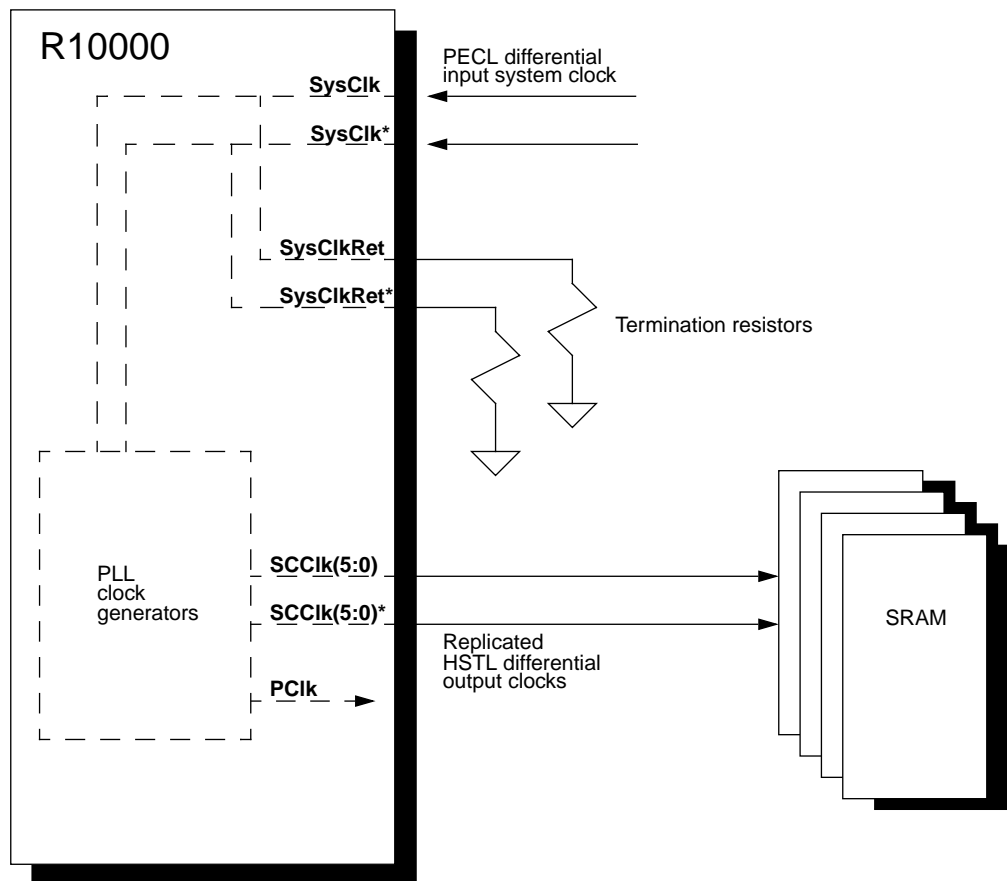 R10000
PECL differential
input system clock
SysClk
SysClk*
SysClkRet
SysClkRet*
Termination resistors
PLL
clock
generators
SCClk(5:0)
SCClk(5:0)*
PClk
Replicated
HSTL differential
output clocks
SRAM